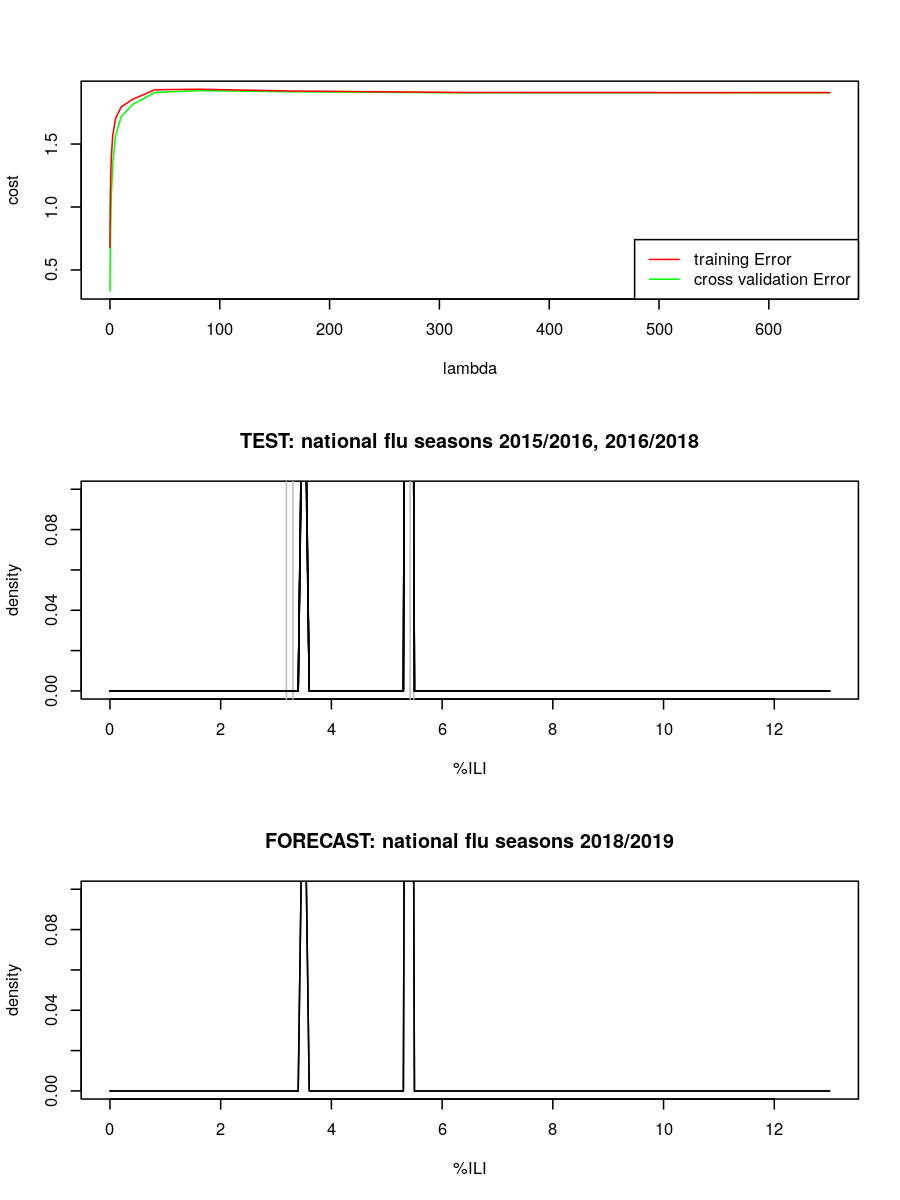 cost
1.5
1.0
0.5
training Error
cross validation Error
0 100 200 300 400 500 600
lambda
TEST: national flu seasons 2015/2016, 2016/2018
density
0.08
0.04
0.00
0 2 4 6 8 10 12
%ILI
FORECAST: national flu seasons 2018/2019
density
0.08
0.04
0.00
0 2 4 6 8 10 12
%ILI